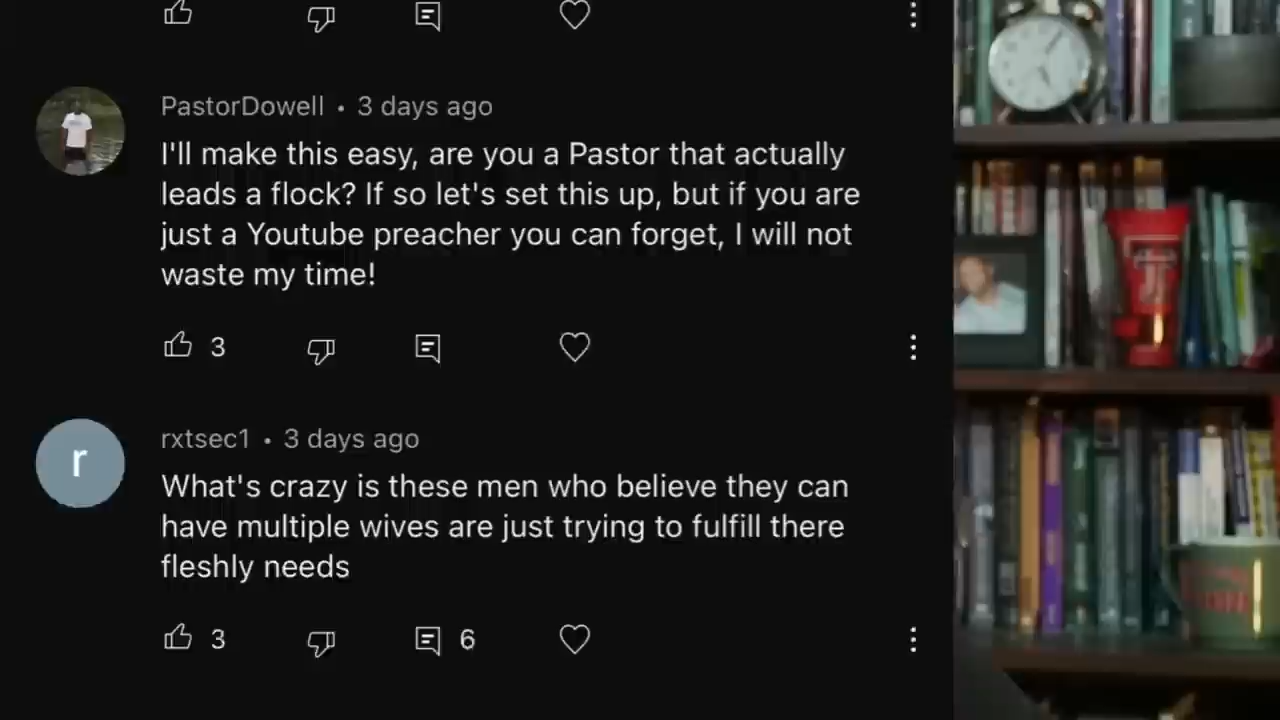 PastorDowell • 3 days ago
I'll make this easy, are you a Pastor that actually
leads a flock? If so let's set this up, but if you are
just a Youtube preacher you can forget, I will not
waste my time!
3
r
rxtsec1 • 3 days ago
What's crazy is these men who believe they can
have multiple wives are just trying to fulfill there
fleshly needs
3
6